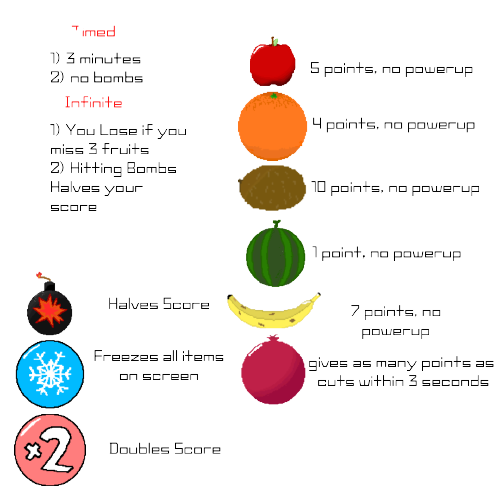 Timed
1) 3 minutes
2) no bombs
Infinite
1) You Lose if you
miss 3 fruits
2) Hitting Bombs
Halves your
score
5 points, no powerup
4 points, no powerup
10 points, no powerup
1 point, no powerup
Halves Score
7 points, no
powerup
Freezes all items
on screen
gives as many points as
cuts within 3 seconds
×2
Doubles Score